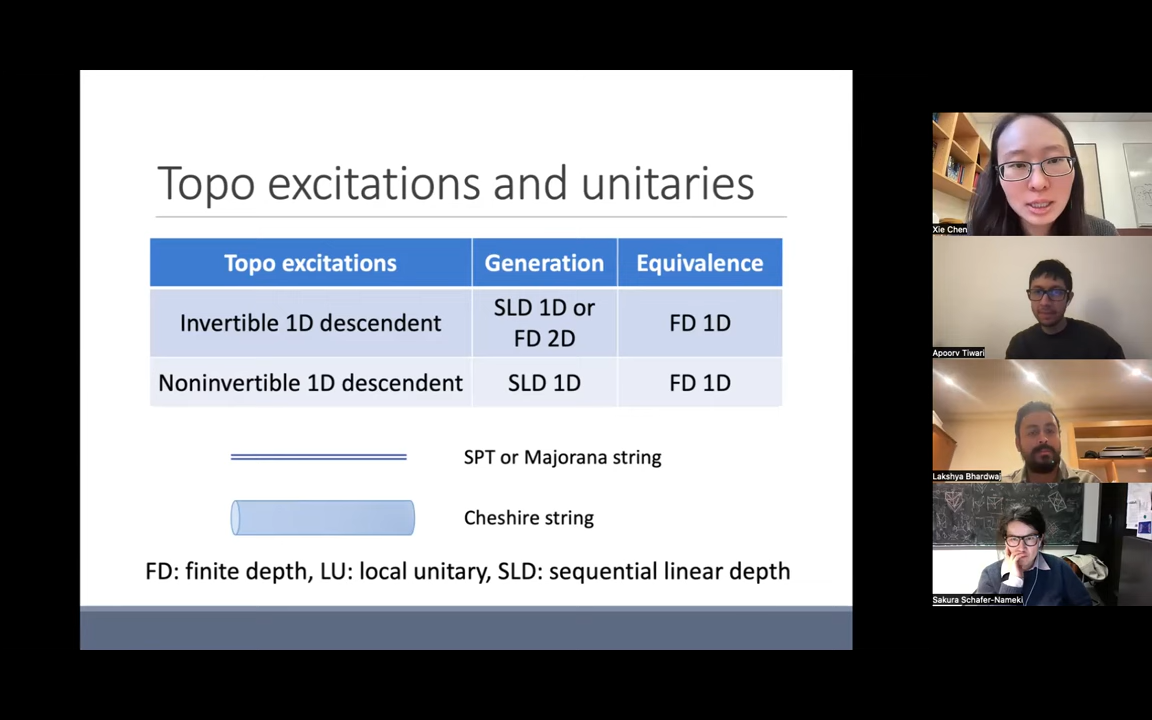 Topo excitations and unitaries
Topo excitations
Generation
Equivalence
Invertible 1D descendent
SLD 1D or
FD 2D
FD 1D
Noninvertible 1D descendent
SLD 1D
FD 1D
SPT or Majorana string
Cheshire string
FD: finite depth, LU: local unitary, SLD: sequential linear depth
Xie Chen
Apoorv Tiwari
Lakshya Bhardwaj
Sakura Schafer-Nameki